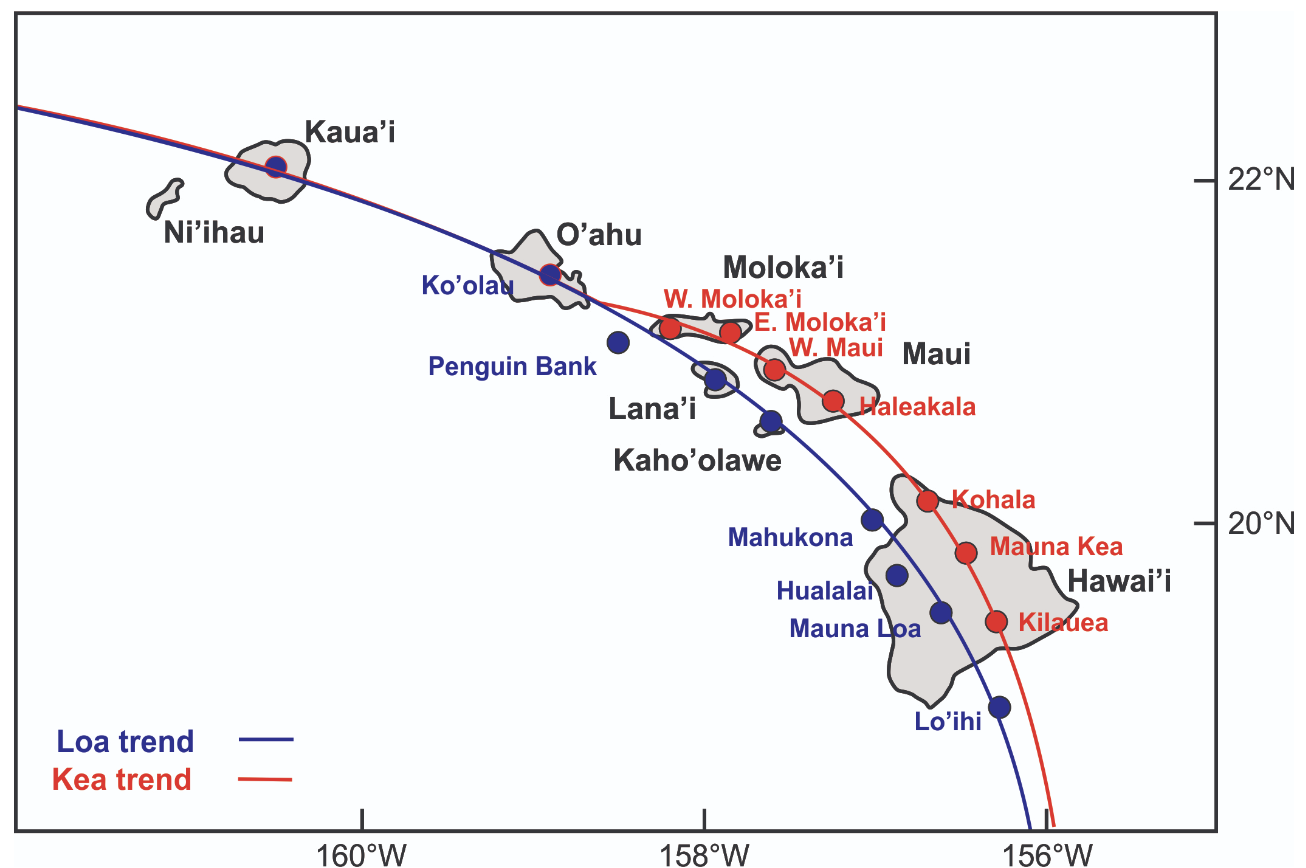 Kaua’i
22°N
Ni’ihau
O’ahu
Moloka’i
Ko’olau
W. Moloka’i
E. Moloka’i
W. Maui
Maui
Penguin Bank
Lana’i
Haleakala
Kaho’olawe
Kohala
20°N
Mahukona
Mauna Kea
Hawai’i
Hualalai
Kilauea
Mauna Loa
Lo’ihi
Loa trend
Kea trend
160°W
158°W
156°W